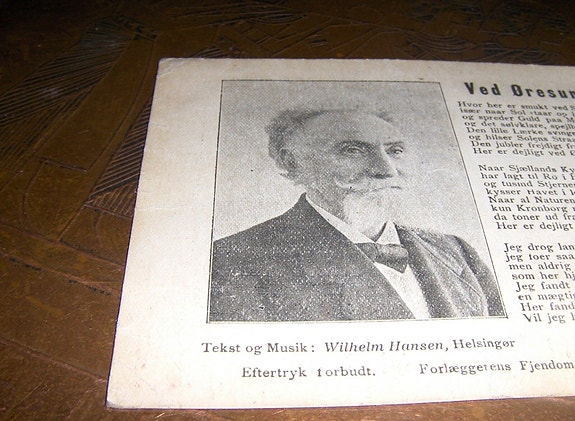 Ved Øresun
Hvor her er smukt ved S
især naar Sol-taar op i
og spreder Guld paa M
og det sølvklare, spejlb
Den lille Lærke svinge
og hilser Solens Straa
Den jubler frejdigt fr
Her er dejligt ved Ø
Naar Sjællands Ky
har lagt til Ro i
og tusind Stjerne
kysser Havet i
Naar al Naturen
kun Kronborg
da toner ud fra
Her er dejligt
Jeg drog lan
jeg toer saa
men aldrig
som her hj
Jeg fandt
en mægtig
Her fand
Vil jeg h
Tekst og Musik: Wilhelm Hansen, Helsingør
Eftertryk forbudt. Forlæggerens Fjendom